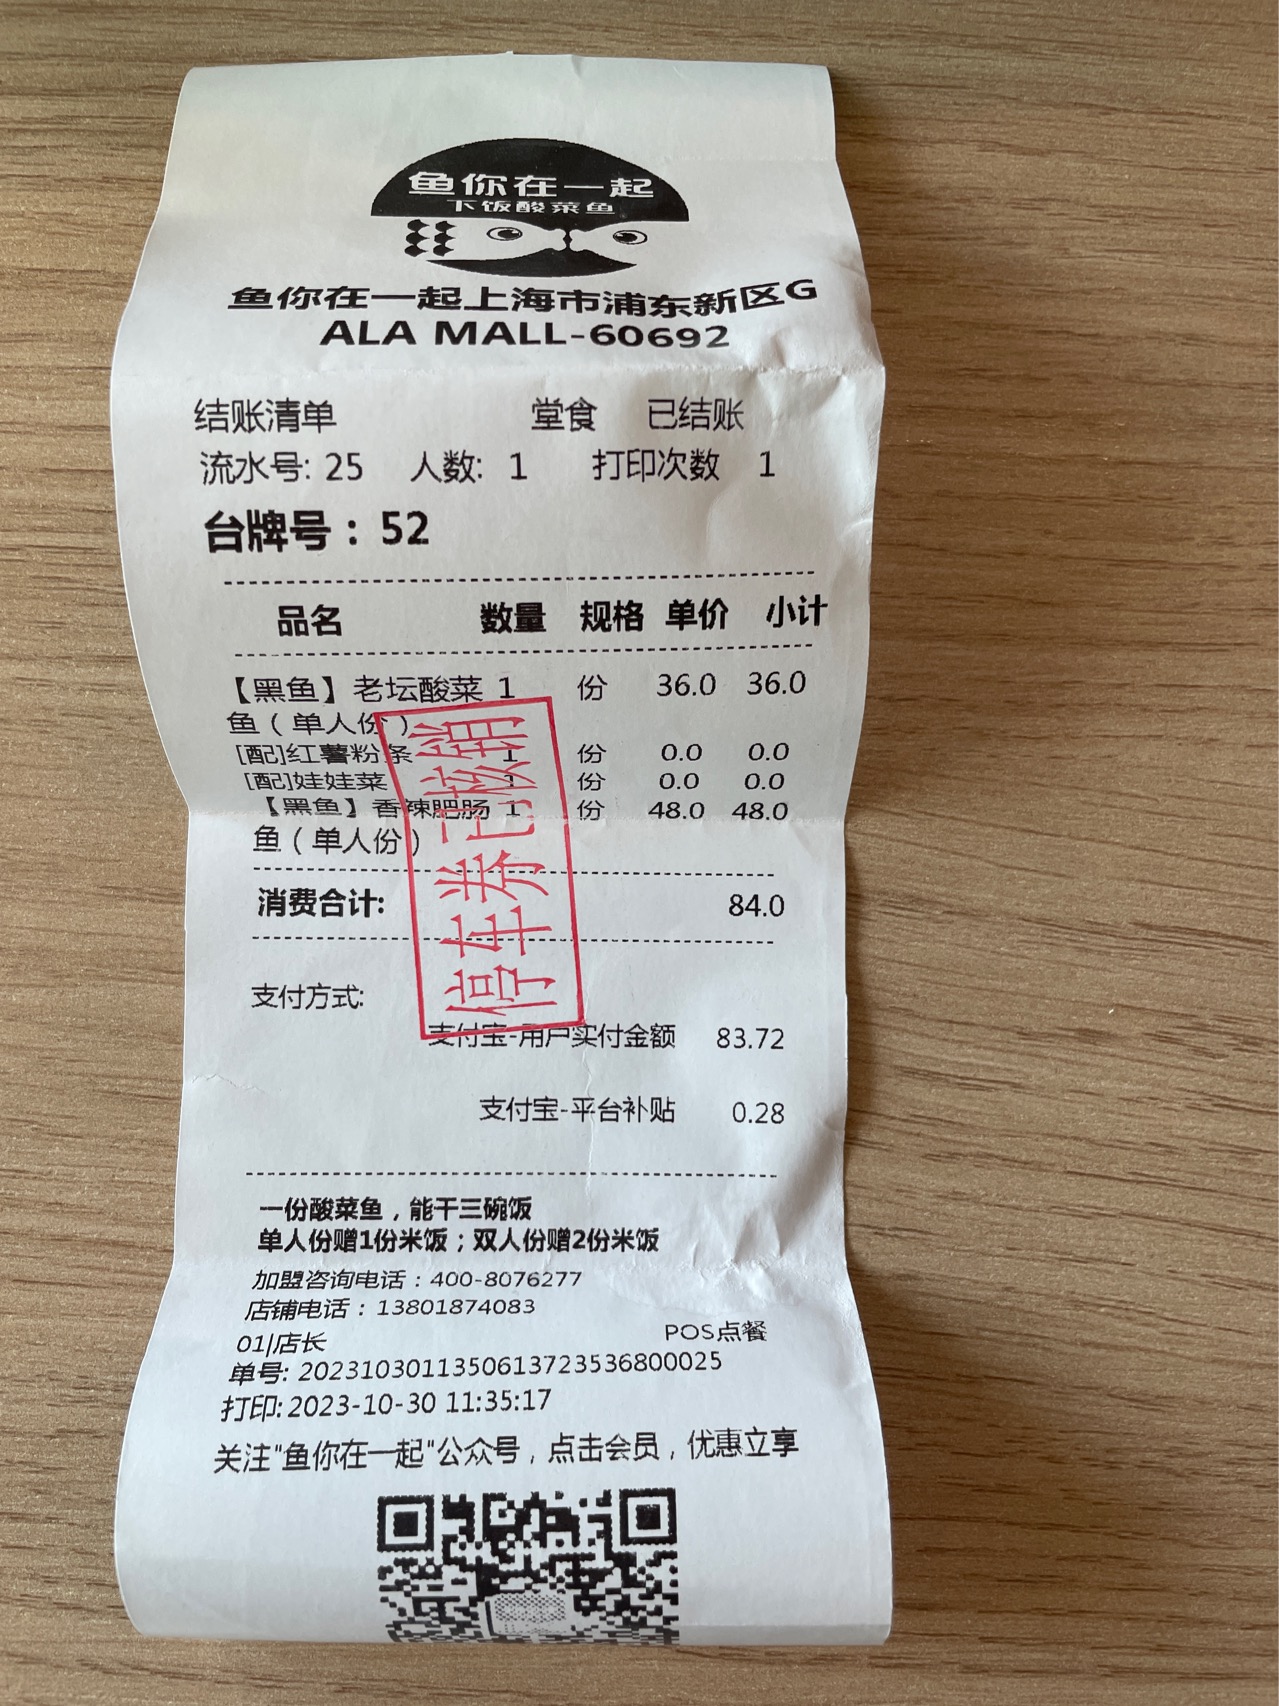 鱼你在一起
下饭酸菜鱼
鱼你在一起上海市浦东新区G
ALA MALL-60692
结账清单 堂食 已结账
流水号: 25 人数: 1 打印次数 1
台牌号：52
品名 数量 规格 单价 小计
【黑鱼】老坛酸菜 1 份 36.0 36.0
鱼（单人份）
[配]红薯粉条 1 份 0.0 0.0
[配]娃娃菜 1 份 0.0 0.0
【黑鱼】香辣肥肠 1 份 48.0 48.0
鱼（单人份）
停车券已核销
消费合计: 84.0
支付方式:
支付宝-用户实付金额 83.72
支付宝-平台补贴 0.28
一份酸菜鱼，能干三碗饭
单人份赠1份米饭；双人份赠2份米饭
加盟咨询电话：400-8076277
店铺电话：13801874083
01|店长 POS点餐
单号: 2023103011350613723536800025
打印: 2023-10-30 11:35:17
关注"鱼你在一起"公众号，点击会员，优惠立享